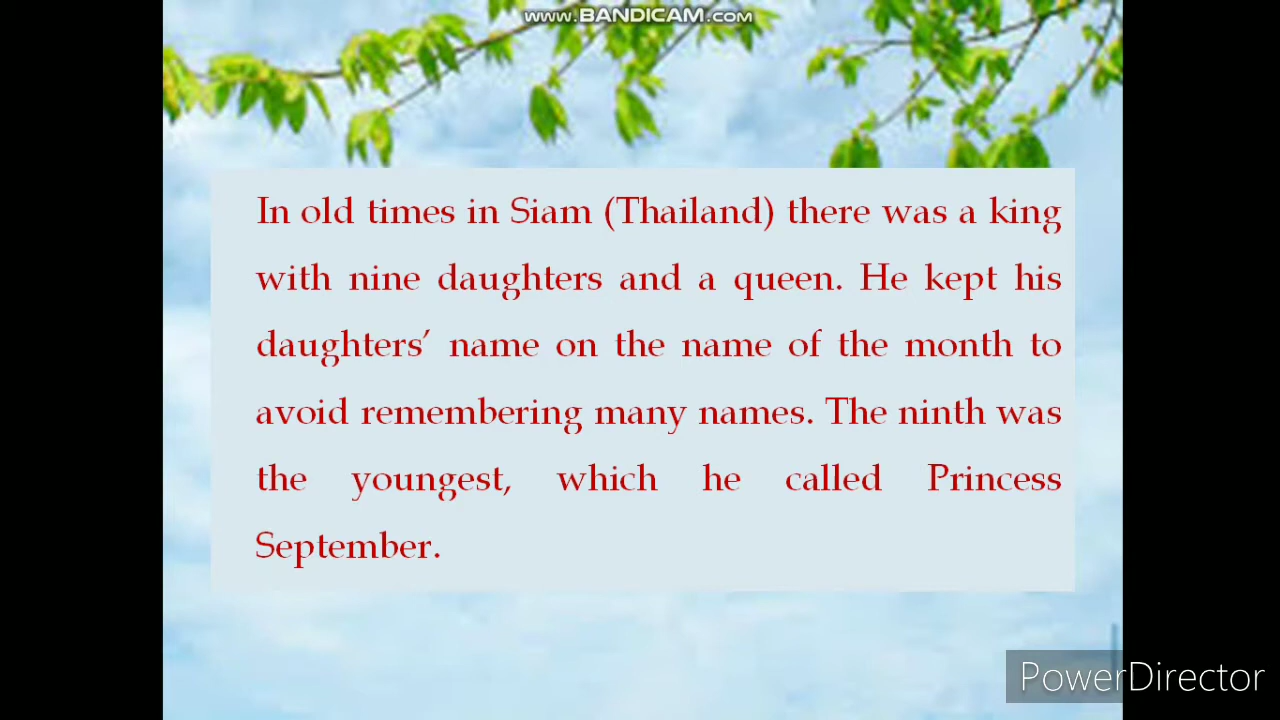 www.BANDICAM.com
In old times in Siam (Thailand) there was a king
with nine daughters and a queen. He kept his
daughters’ name on the name of the month to
avoid remembering many names. The ninth was
the youngest, which he called Princess
September.
PowerDirector